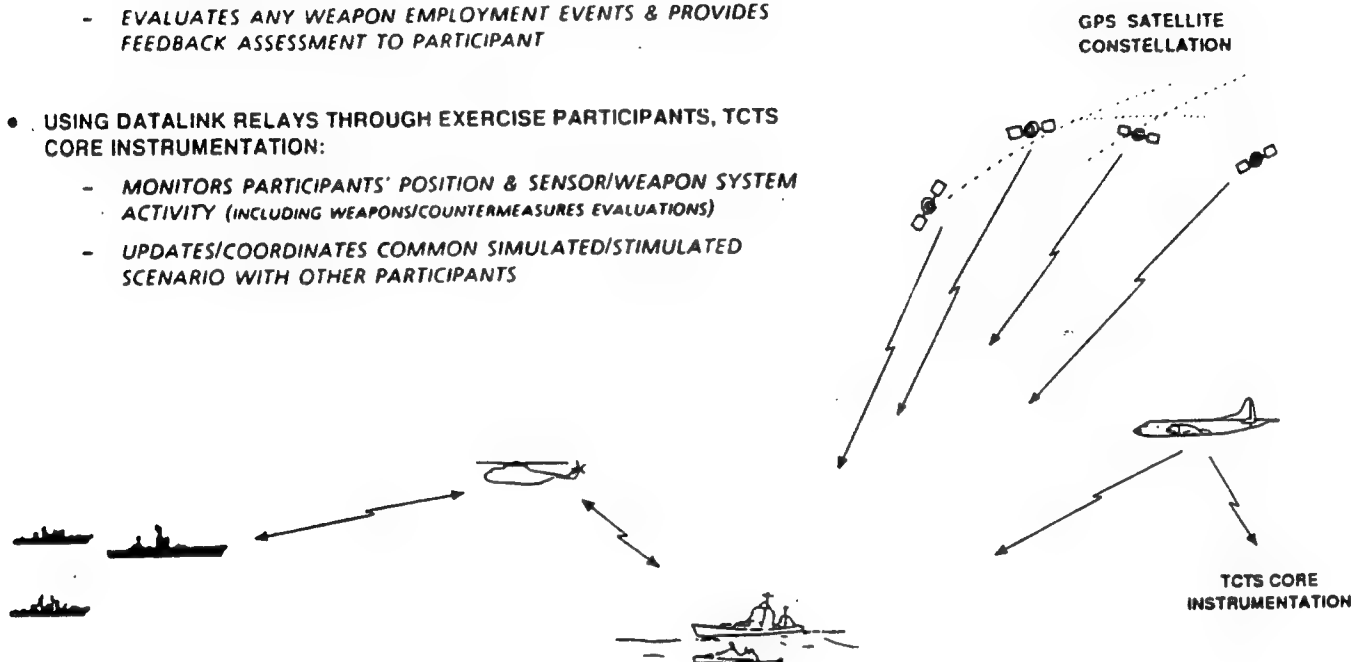 - EVALUATES ANY WEAPON EMPLOYMENT EVENTS & PROVIDES
FEEDBACK ASSESSMENT TO PARTICIPANT
GPS SATELLITE
CONSTELLATION
• USING DATALINK RELAYS THROUGH EXERCISE PARTICIPANTS, TCTS
CORE INSTRUMENTATION:
- MONITORS PARTICIPANTS' POSITION & SENSOR/WEAPON SYSTEM
ACTIVITY (INCLUDING WEAPONS/COUNTERMEASURES EVALUATIONS)
- UPDATES/COORDINATES COMMON SIMULATED/STIMULATED
SCENARIO WITH OTHER PARTICIPANTS
TCTS CORE
INSTRUMENTATION